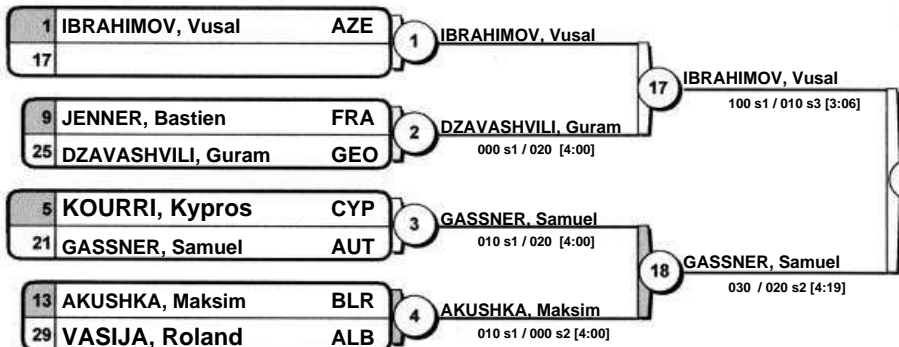 1 IBRAHIMOV, Vusal AZE
17
1 IBRAHIMOV, Vusal
9 JENNER, Bastien FRA
25 DZAVASHVILI, Guram GEO
2 DZAVASHVILI, Guram
000 s1 / 020 [4:00]
17 IBRAHIMOV, Vusal
100 s1 / 010 s3 [3:06]
5 KOURRI, Kypros CYP
21 GASSNER, Samuel AUT
3 GASSNER, Samuel
010 s1 / 020 [4:00]
13 AKUSHKA, Maksim BLR
29 VASIJA, Roland ALB
4 AKUSHKA, Maksim
010 s1 / 000 s2 [4:00]
18 GASSNER, Samuel
030 / 020 s2 [4:19]